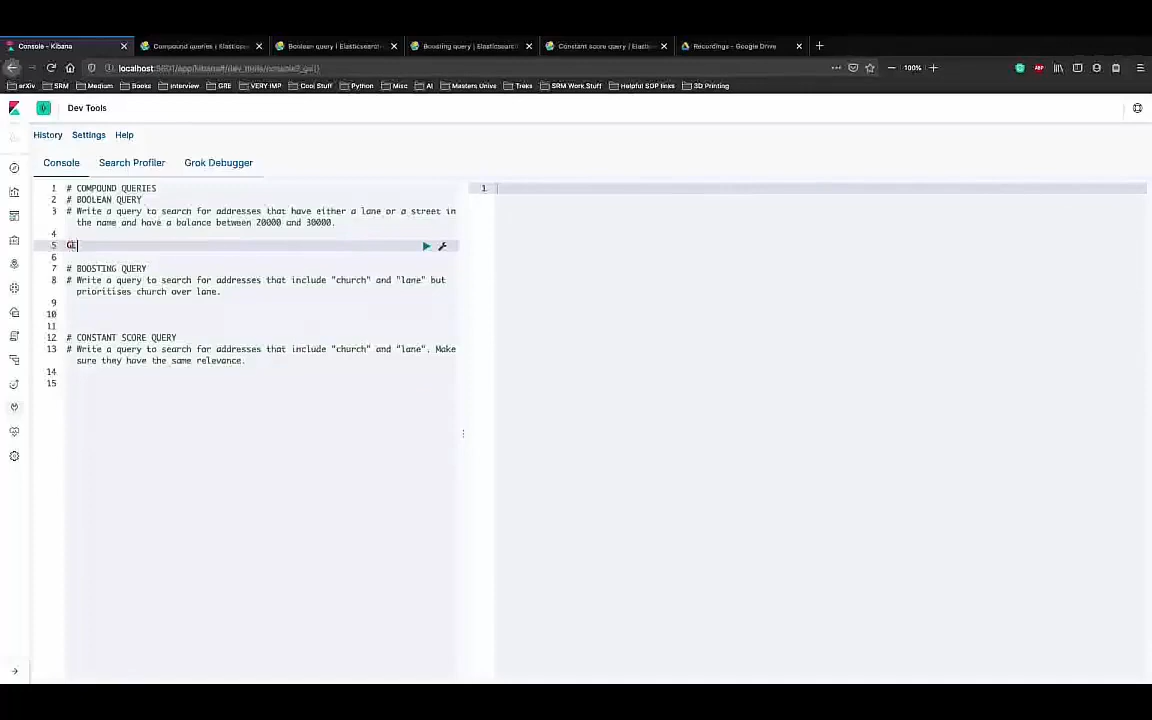 Console - Kibana
Compound queries | Elasticsea
Boolean query | Elasticsearch
Boosting query | Elasticsearch
Constant score query | Elastic
Recordings - Google Drive
100%
arXiv
SRM
Medium
Books
Interview
GRE
VERY IMP
Cool Stuff
Python
Misc
AI
Masters Unive
Treks
SRM Work Stuff
Helpful SOP links
3D Printing
Dev Tools
History
Settings
Help
Console
Search Profiler
Grok Debugger
1 # COMPOUND QUERIES
2 # BOOLEAN QUERY
3 # Write a query to search for addresses that have either a lane or a street in
the name and have a balance between 20000 and 30000.
4
5 GE
6
7 # BOOSTING QUERY
8 # Write a query to search for addresses that include "church" and "lane" but
prioritises church over lane.
9
10
11
12 # CONSTANT SCORE QUERY
13 # Write a query to search for addresses that include "church" and "lane". Make
sure they have the same relevance.
14
15
1